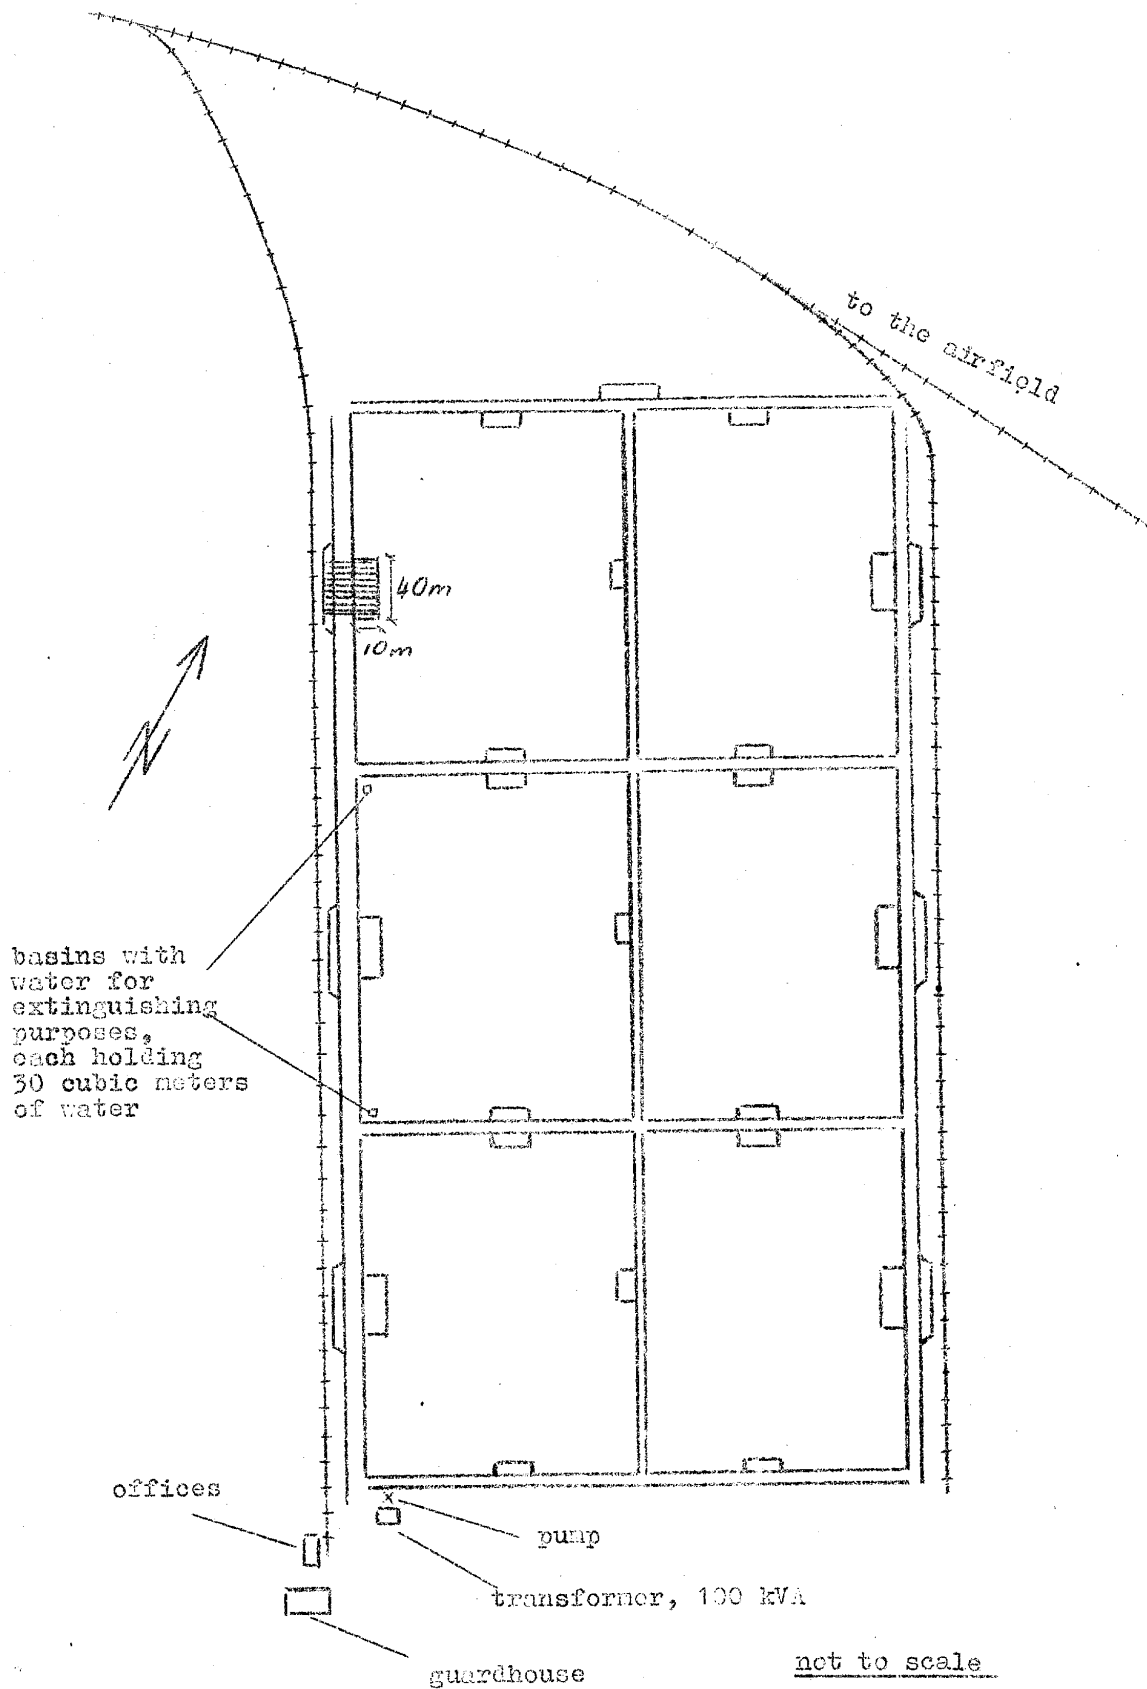 to the airfield
40m
10m
N
basins with
water for
extinguishing
purposes,
each holding
30 cubic meters
of water
offices
x
pump
transformer, 100 kVA
guardhouse
not to scale